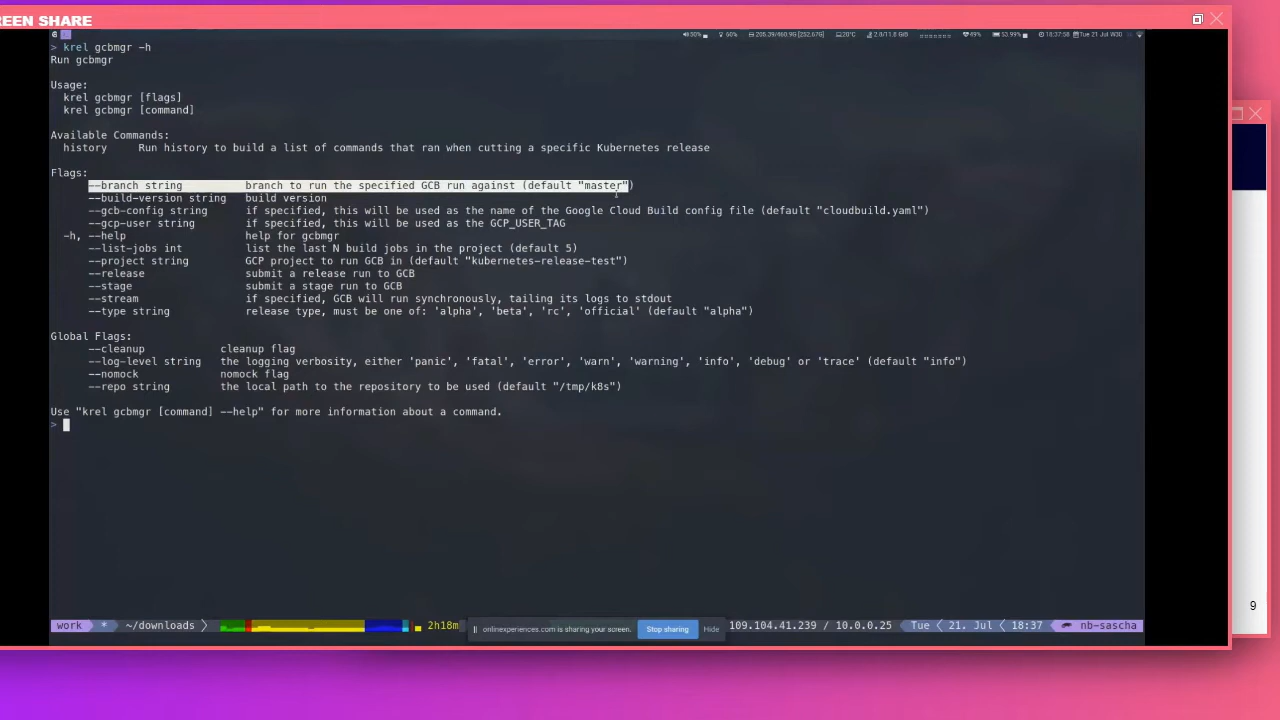 REEN SHARE
> krel gcbmgr -h
Run gcbmgr
Usage:
krel gcbmgr [flags]
krel gcbmgr [command]
Available Commands:
history     Run history to build a list of commands that ran when cutting a specific Kubernetes release
Flags:
--branch string          branch to run the specified GCB run against (default "master")
--build-version string   build version
--gcb-config string      if specified, this will be used as the name of the Google Cloud Build config file (default "cloudbuild.yaml")
--gcp-user string        if specified, this will be used as the GCP_USER_TAG
-h, --help                   help for gcbmgr
--list-jobs int          list the last N build jobs in the project (default 5)
--project string         GCP project to run GCB in (default "kubernetes-release-test")
--release                submit a release run to GCB
--stage                  submit a stage run to GCB
--stream                 if specified, GCB will run synchronously, tailing its logs to stdout
--type string            release type, must be one of: 'alpha', 'beta', 'rc', 'official' (default "alpha")
Global Flags:
--cleanup            cleanup flag
--log-level string   the logging verbosity, either 'panic', 'fatal', 'error', 'warn', 'warning', 'info', 'debug' or 'trace' (default "info")
--nomock             nomock flag
--repo string        the local path to the repository to be used (default "/tmp/k8s")
Use "krel gcbmgr [command] --help" for more information about a command.
>
work * ~/downloads 2h18m 109.104.41.239 / 10.0.0.25 Tue < 21. Jul < 18:37 nb-sascha
onlinexperiences.com is sharing your screen. Stop sharing Hide
9